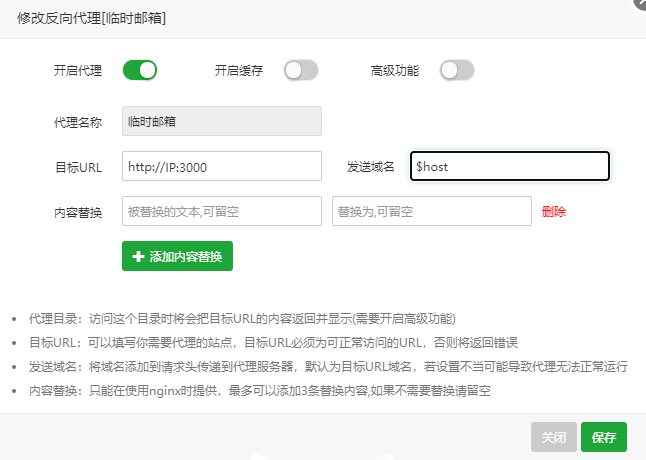 修改反向代理[临时邮箱]
开启代理 开启缓存 高级功能
代理名称 临时邮箱
目标URL http://IP:3000 发送域名 $host
内容替换 被替换的文本,可留空 替换为,可留空 删除
添加内容替换
代理目录：访问这个目录时将会把目标URL的内容返回并显示(需要开启高级功能)
目标URL：可以填写你需要代理的站点，目标URL必须为可正常访问的URL，否则将返回错误
发送域名：将域名添加到请求头传递到代理服务器，默认为目标URL域名，若设置不当可能导致代理无法正常运行
内容替换：只能在使用nginx时提供，最多可以添加3条替换内容,如果不需要替换请留空
关闭 保存